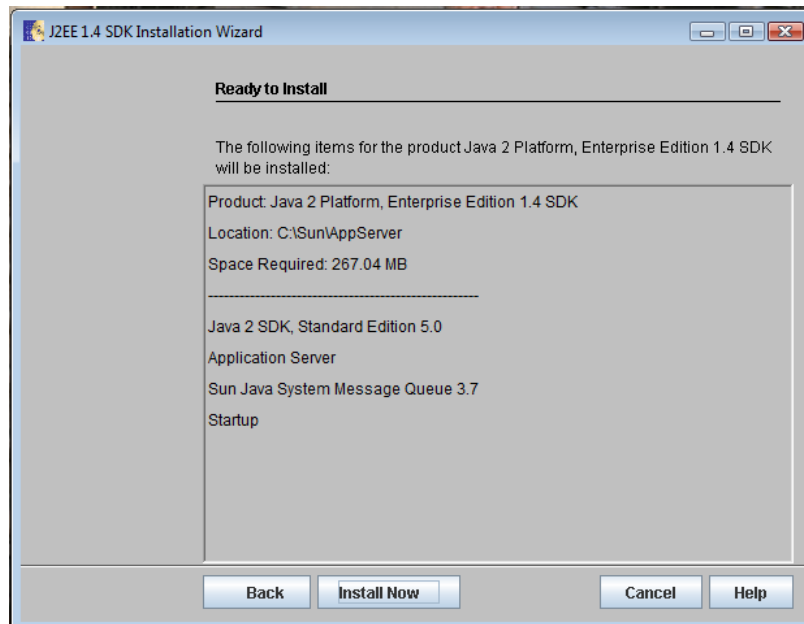 J2EE 1.4 SDK Installation Wizard
Ready to Install
The following items for the product Java 2 Platform, Enterprise Edition 1.4 SDK
will be installed:
Product: Java 2 Platform, Enterprise Edition 1.4 SDK
Location: C:\Sun\AppServer
Space Required: 267.04 MB
----------------------------------------------------
Java 2 SDK, Standard Edition 5.0
Application Server
Sun Java System Message Queue 3.7
Startup
Back Install Now Cancel Help